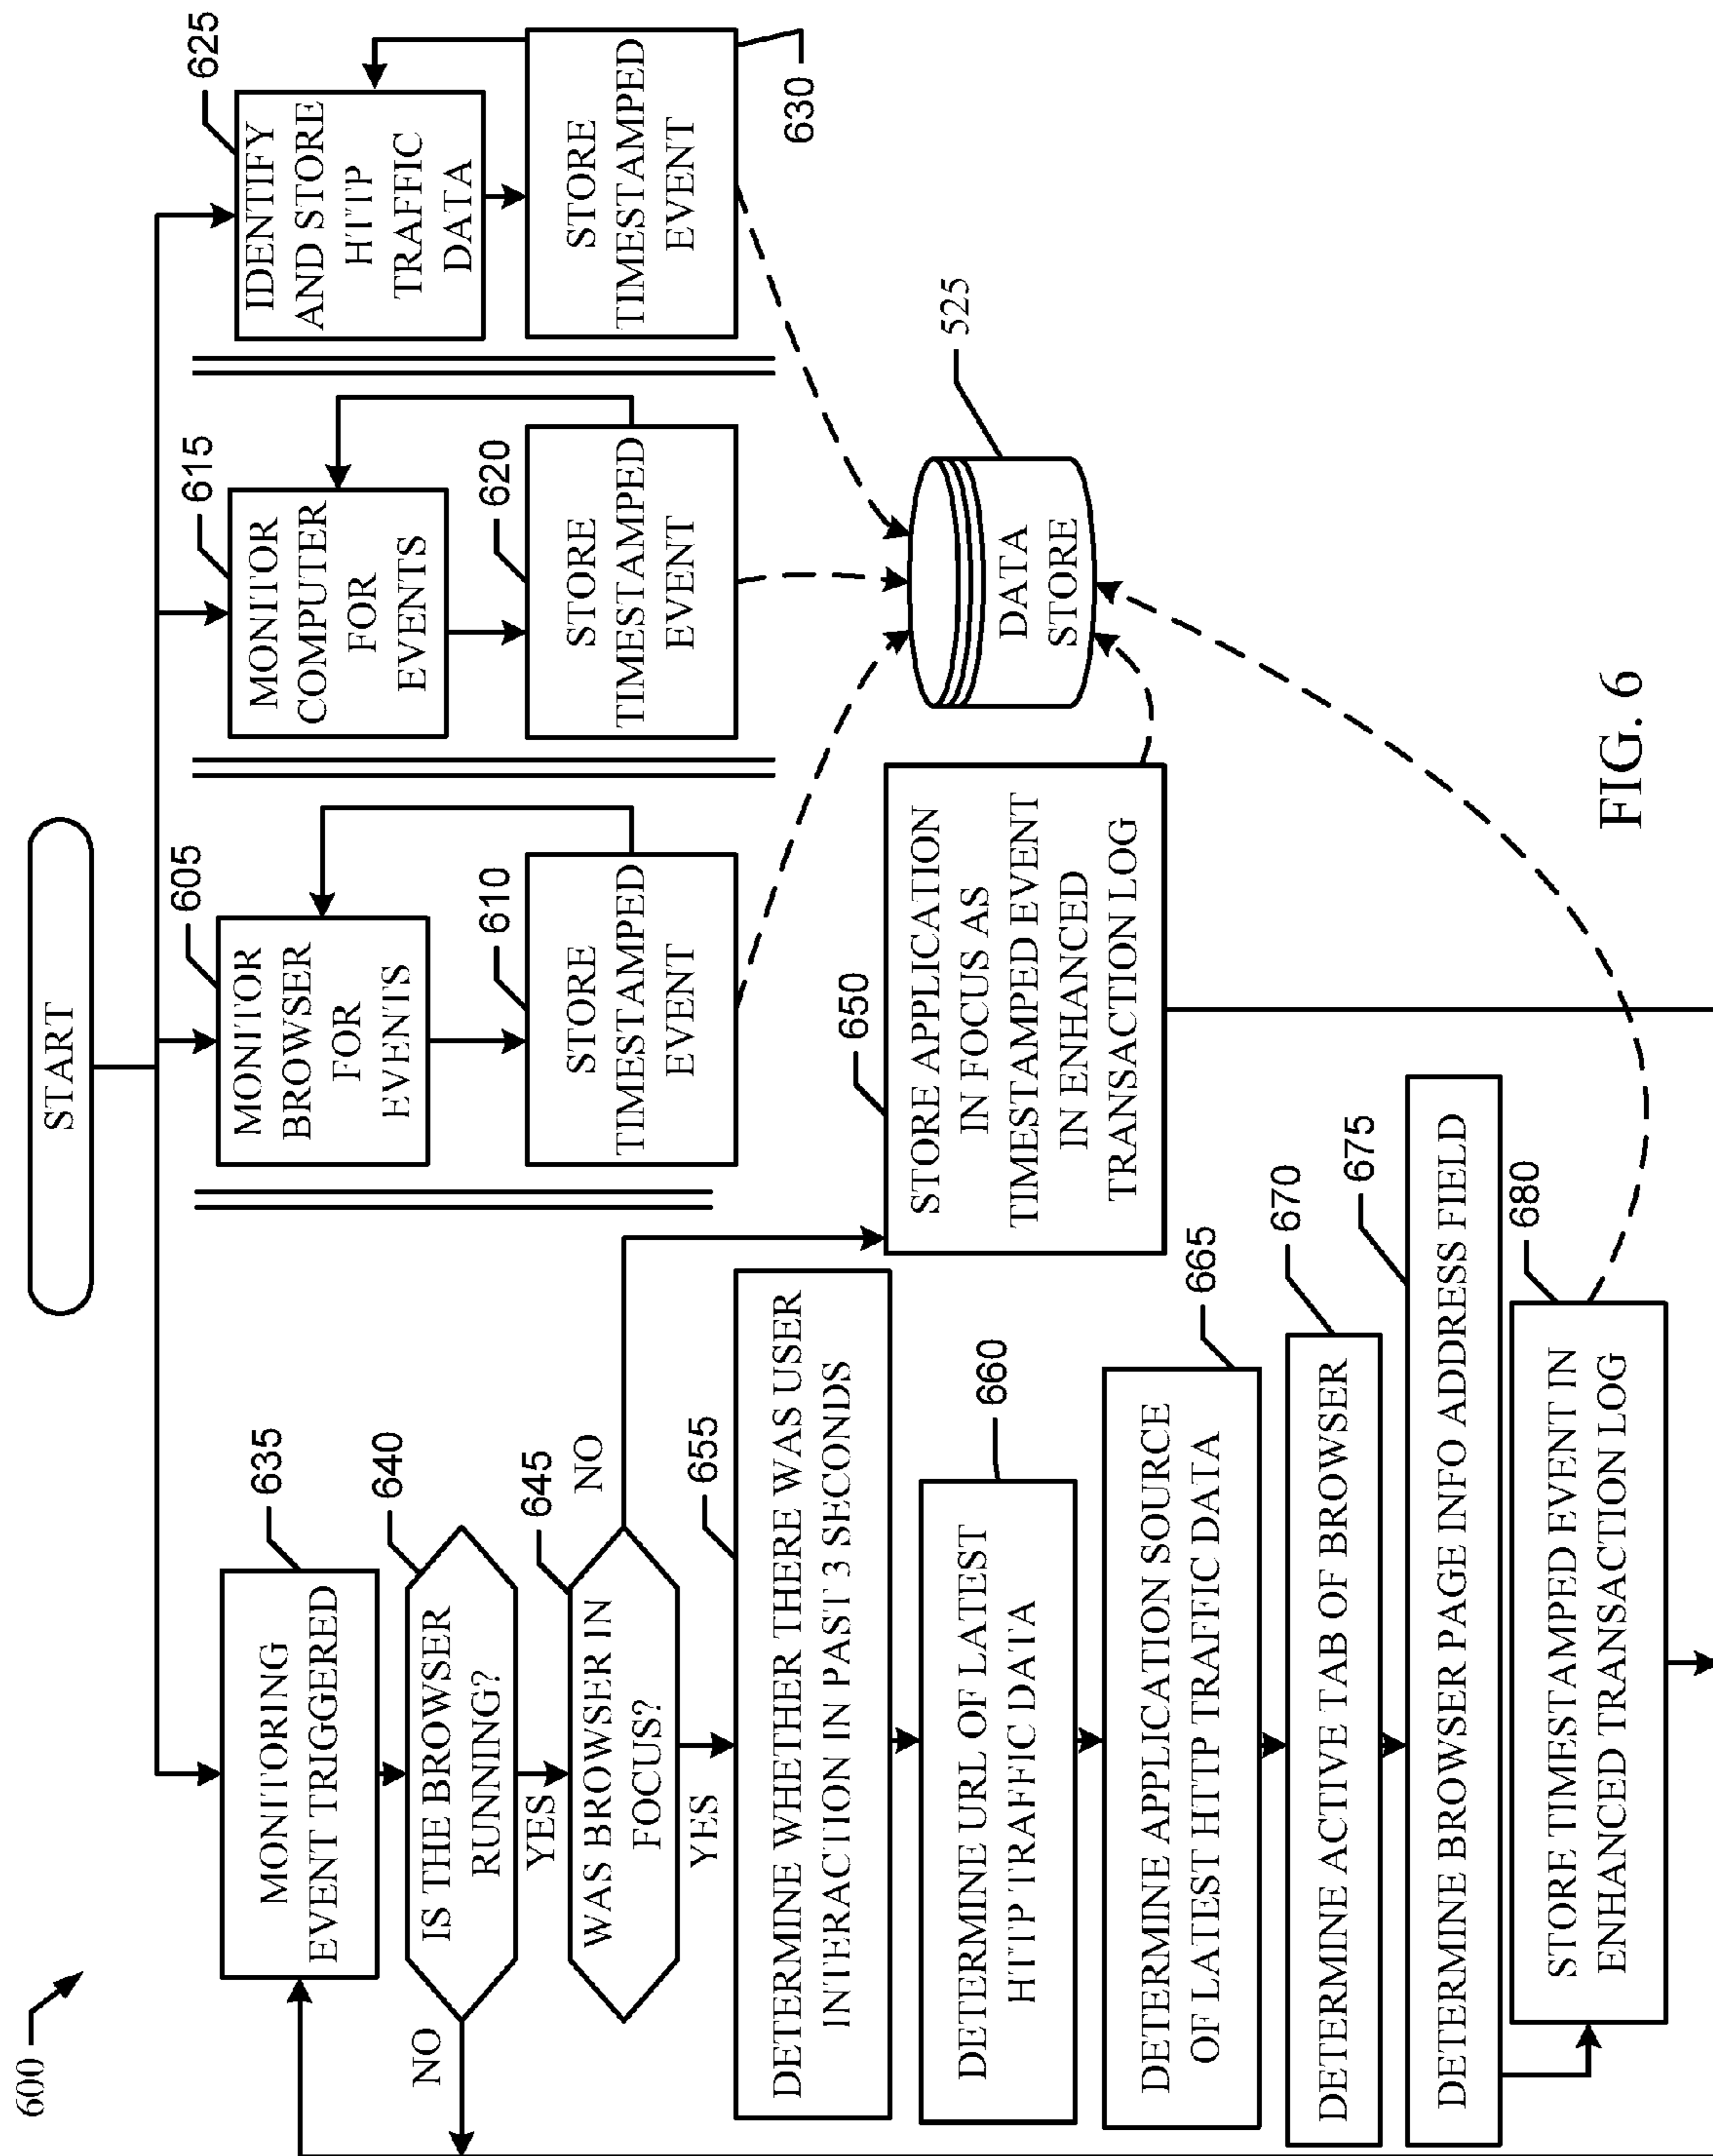 600
START
MONITORING
EVENT TRIGGERED
635
IS THE BROWSER
RUNNING?
640
NO
YES
WAS BROWSER IN
FOCUS?
645
NO
YES
DETERMINE WHETHER THERE WAS USER
INTERACTION IN PAST 3 SECONDS
655
DETERMINE URL OF LATEST
HTTP TRAFFIC DATA
660
DETERMINE APPLICATION SOURCE
OF LATEST HTTP TRAFFIC DATA
665
DETERMINE ACTIVE TAB OF BROWSER
670
DETERMINE BROWSER PAGE INFO ADDRESS FIELD
675
STORE TIMESTAMPED EVENT IN
ENHANCED TRANSACTION LOG
680
MONITOR
BROWSER
FOR
EVENTS
605
STORE
TIMESTAMPED
EVENT
610
STORE APPLICATION
IN FOCUS AS
TIMESTAMPED EVENT
IN ENHANCED
TRANSACTION LOG
650
MONITOR
COMPUTER
FOR
EVENTS
615
STORE
TIMESTAMPED
EVENT
620
IDENTIFY
AND STORE
HTTP
TRAFFIC
DATA
625
STORE
TIMESTAMPED
EVENT
630
DATA
STORE
525
FIG. 6